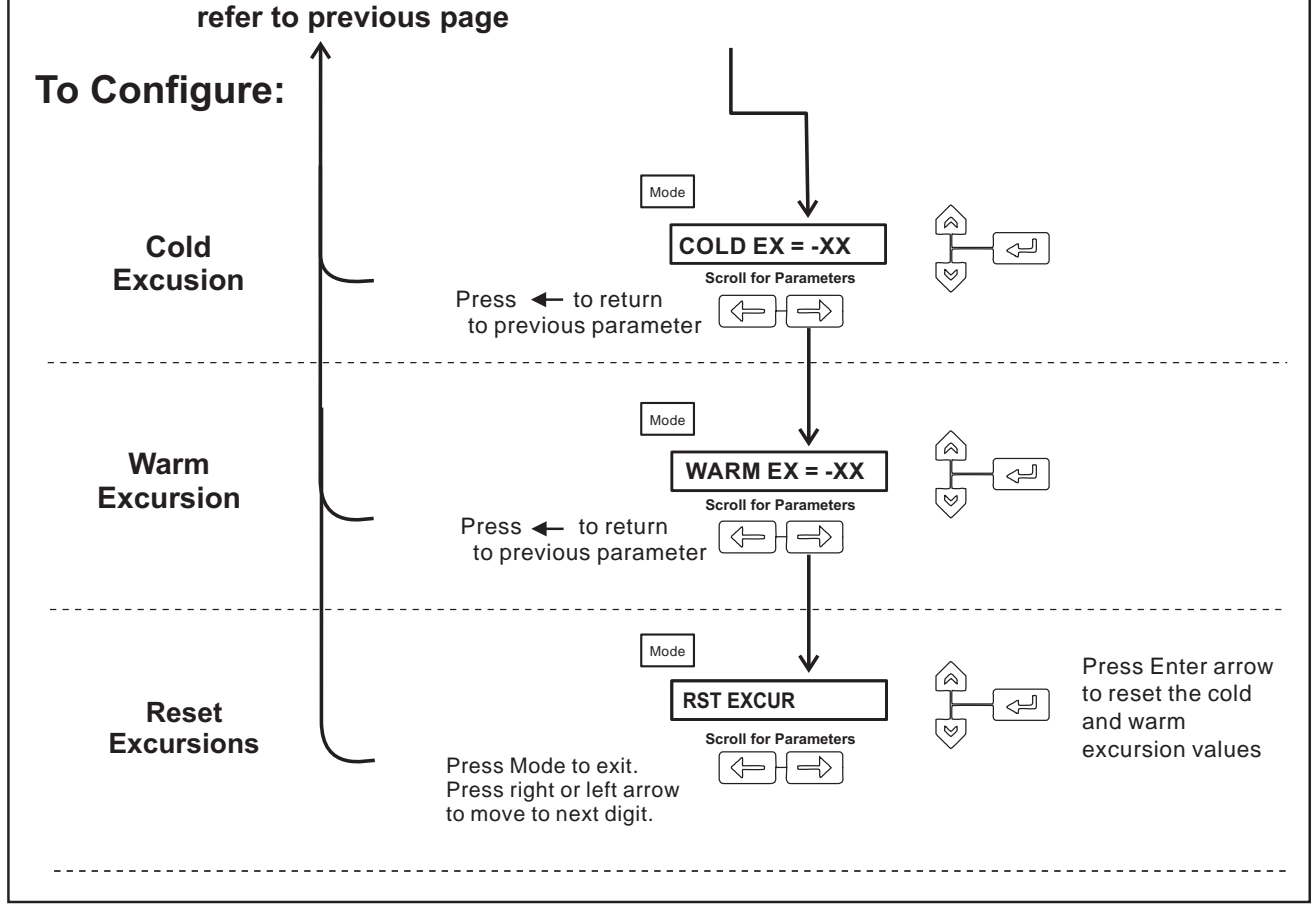 refer to previous page
To Configure:
Mode
Cold
Excusion
COLD EX = -XX
Scroll for Parameters
Press to return
to previous parameter
Mode
Warm
Excursion
WARM EX = -XX
Scroll for Parameters
Press to return
to previous parameter
Mode
Reset
Excursions
RST EXCUR
Scroll for Parameters
Press Enter arrow
to reset the cold
and warm
excursion values
Press Mode to exit.
Press right or left arrow
to move to next digit.